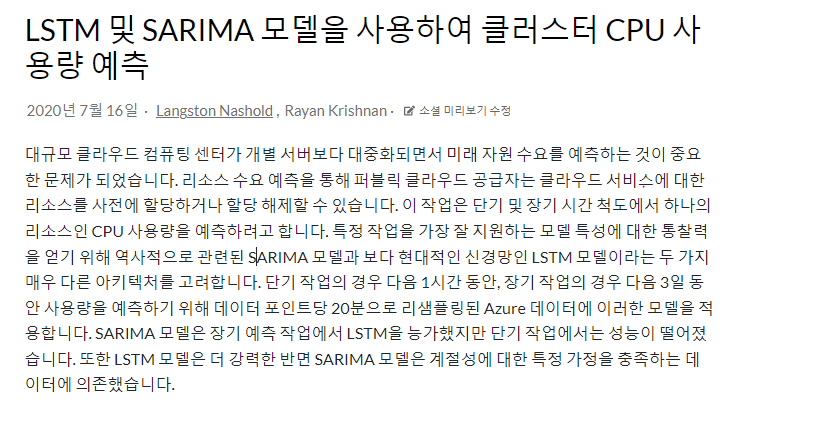 LSTM 및 SARIMA 모델을 사용하여 클러스터 CPU 사
용량 예측
2020년 7월 16일 · Langston Nashold , Rayan Krishnan · 소셜 미리보기 수정
대규모 클라우드 컴퓨팅 센터가 개별 서버보다 대중화되면서 미래 자원 수요를 예측하는 것이 중요
한 문제가 되었습니다. 리소스 수요 예측을 통해 퍼블릭 클라우드 공급자는 클라우드 서비스에 대한
리소스를 사전에 할당하거나 할당 해제할 수 있습니다. 이 작업은 단기 및 장기 시간 척도에서 하나의
리소스인 CPU 사용량을 예측하려고 합니다. 특정 작업을 가장 잘 지원하는 모델 특성에 대한 통찰력
을 얻기 위해 역사적으로 관련된 SARIMA 모델과 보다 현대적인 신경망인 LSTM 모델이라는 두 가지
매우 다른 아키텍처를 고려합니다. 단기 작업의 경우 다음 1시간 동안, 장기 작업의 경우 다음 3일 동
안 사용량을 예측하기 위해 데이터 포인트당 20분으로 리샘플링된 Azure 데이터에 이러한 모델을 적
용합니다. SARIMA 모델은 장기 예측 작업에서 LSTM을 능가했지만 단기 작업에서는 성능이 떨어졌
습니다. 또한 LSTM 모델은 더 강력한 반면 SARIMA 모델은 계절성에 대한 특정 가정을 충족하는 데
이터에 의존했습니다.